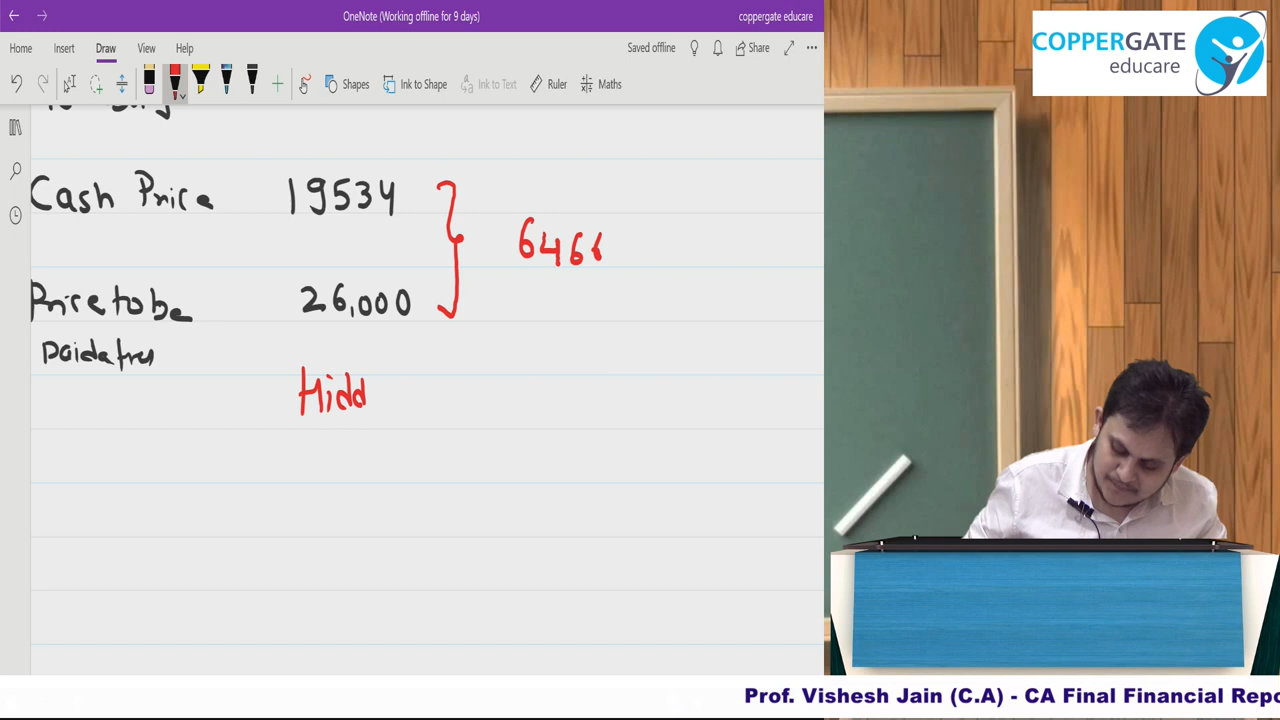 OneNote (Working offline for 9 days)
coppergate educare
Home Insert Draw View Help
Saved offline Share
Shapes Ink to Shape Ink to Text Ruler Maths
COPPERGATE
educare
Cash Price 19534
6466
Price to be 26,000
Hidd
Prof. Vishesh Jain (C.A) - CA Final Financial Repo